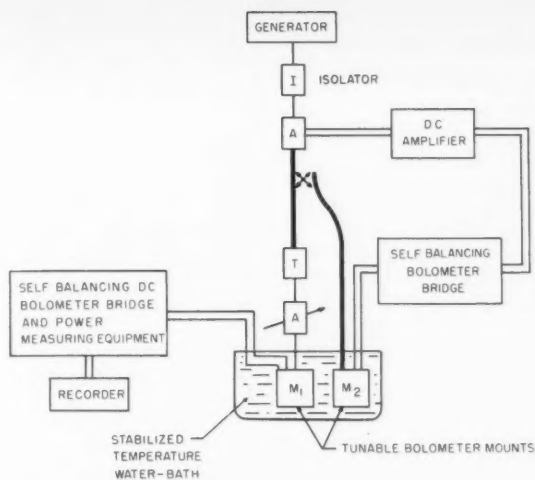 GENERATOR
I
ISOLATOR
A
DC
AMPLIFIER
T
SELF BALANCING
BOLOMETER
BRIDGE
SELF BALANCING DC
BOLOMETER BRIDGE
AND POWER
MEASURING EQUIPMENT
A
RECORDER
M1
M2
STABILIZED
TEMPERATURE
WATER-BATH
TUNABLE BOLOMETER MOUNTS